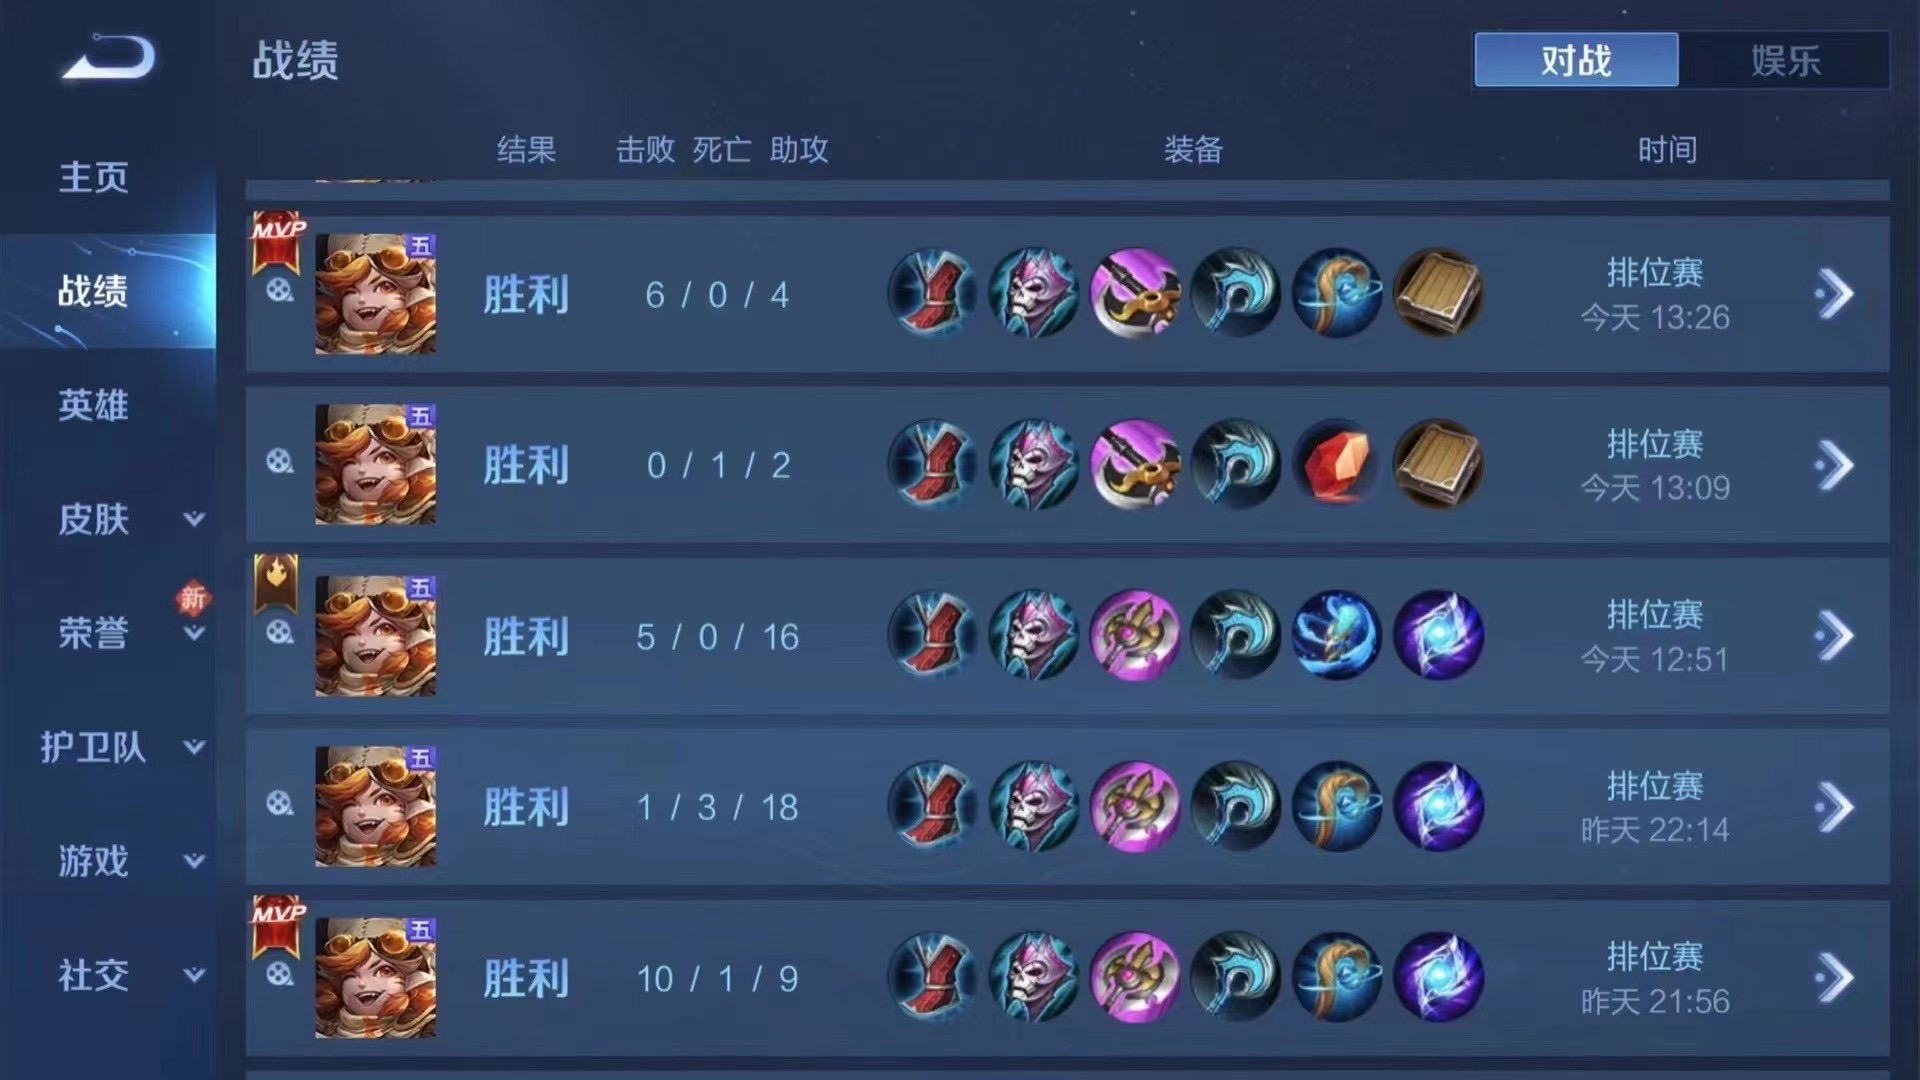 战绩
对战 娱乐
结果 击败 死亡 助攻 装备 时间
主页
战绩
英雄
皮肤
新
荣誉
护卫队
游戏
社交
MVP
五
胜利 6 / 0 / 4 排位赛
今天 13:26
五
胜利 0 / 1 / 2 排位赛
今天 13:09
五
胜利 5 / 0 / 16 排位赛
今天 12:51
五
胜利 1 / 3 / 18 排位赛
昨天 22:14
MVP
五
胜利 10 / 1 / 9 排位赛
昨天 21:56